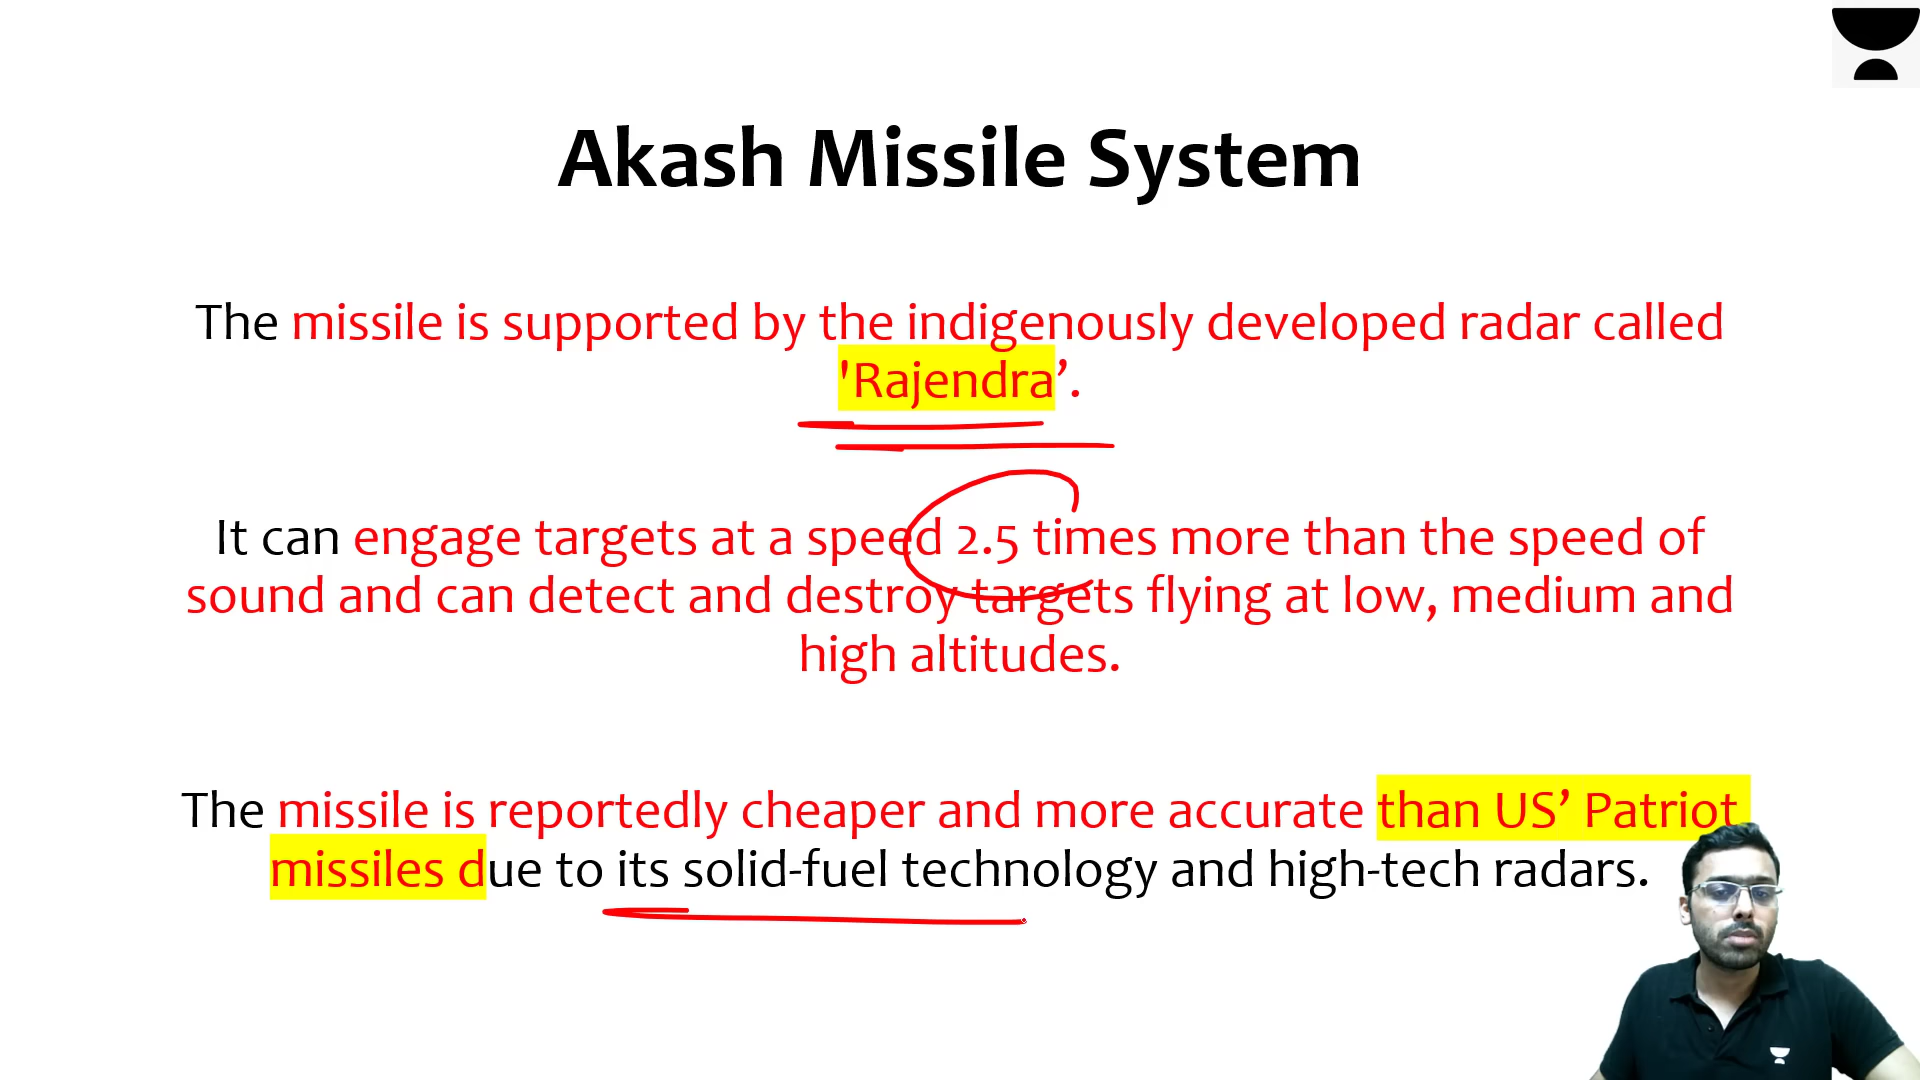 Akash Missile System
The missile is supported by the indigenously developed radar called
'Rajendra’.
It can engage targets at a speed 2.5 times more than the speed of
sound and can detect and destroy targets flying at low, medium and
high altitudes.
The missile is reportedly cheaper and more accurate than US’ Patriot
missiles due to its solid-fuel technology and high-tech radars.